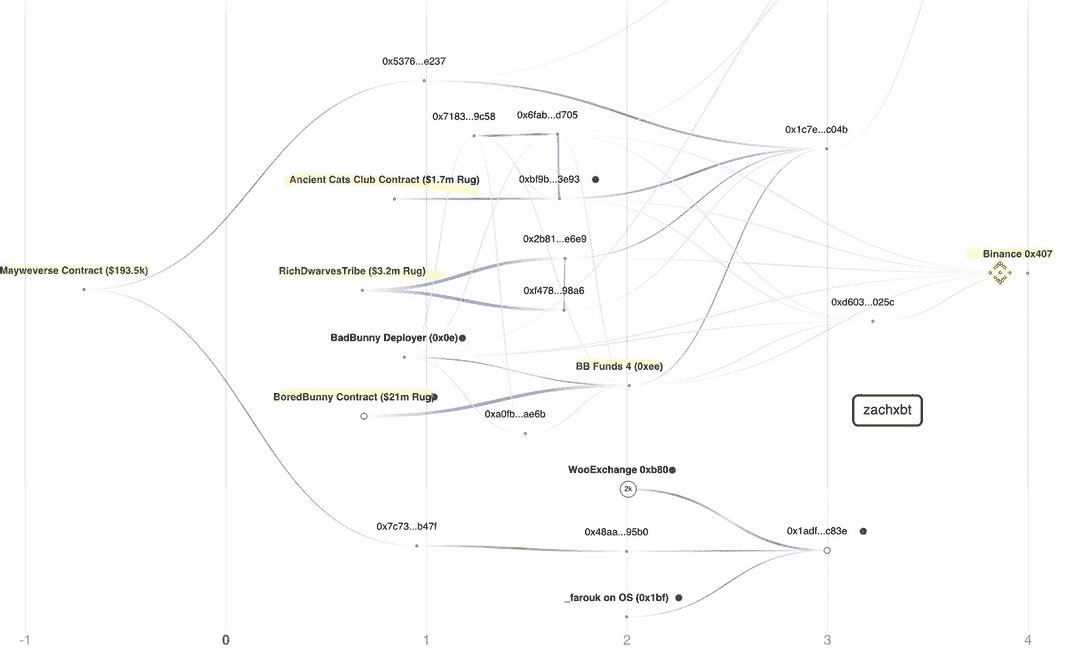 0x5376...e237
0x7183...9c58
0x6fab...d705
0x1c7e...c04b
Ancient Cats Club Contract ($1.7m Rug)
0xbf9b...3e93
0x2b81...e6e9
Binance 0x407
Mayweverse Contract ($193.5k)
RichDwarvesTribe ($3.2m Rug)
0xf478...98a6
0xd603...025c
BadBunny Deployer (0x0e)
BB Funds 4 (0xee)
BoredBunny Contract ($21m Rug)
0xa0fb...ae6b
zachxbt
WooExchange 0xb80
2k
0x7c73...b47f
0x48aa...95b0
0x1adf...c83e
_farouk on OS (0x1bf)
-1 0 1 2 3 4